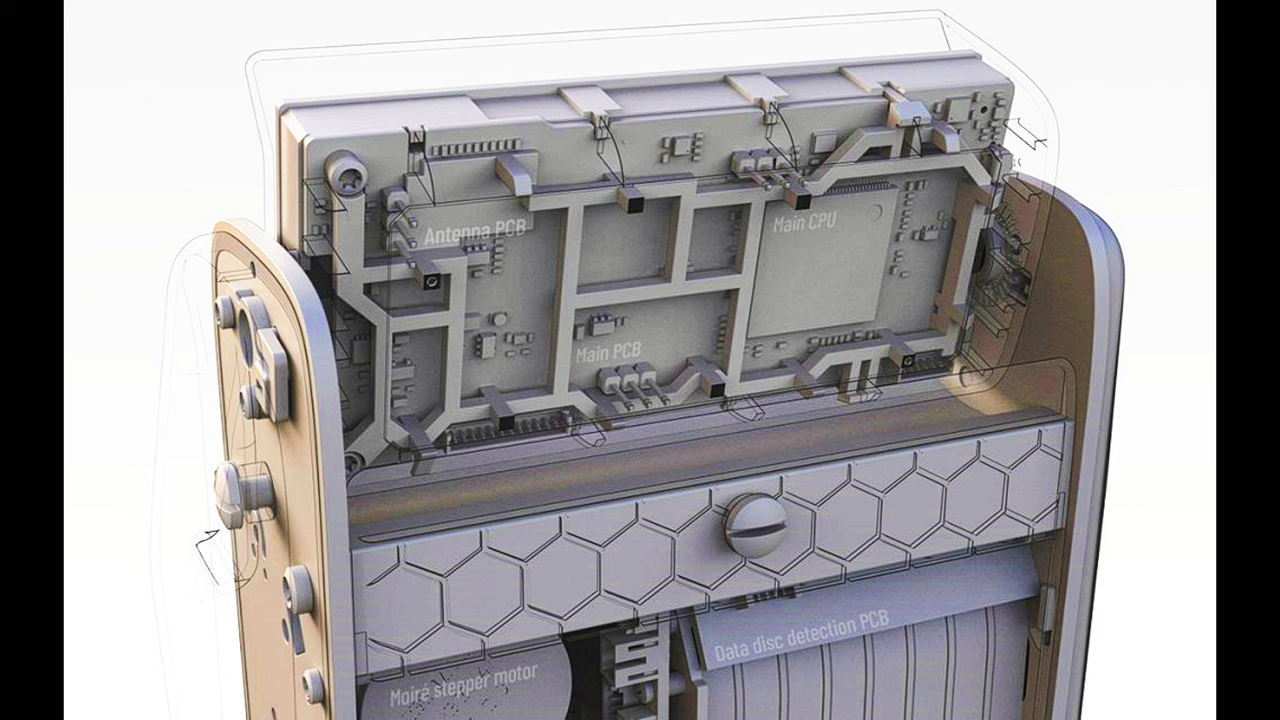 Antenna PCB
Main CPU
Main PCB
Data disc detection PCB
Moiré stepper motor